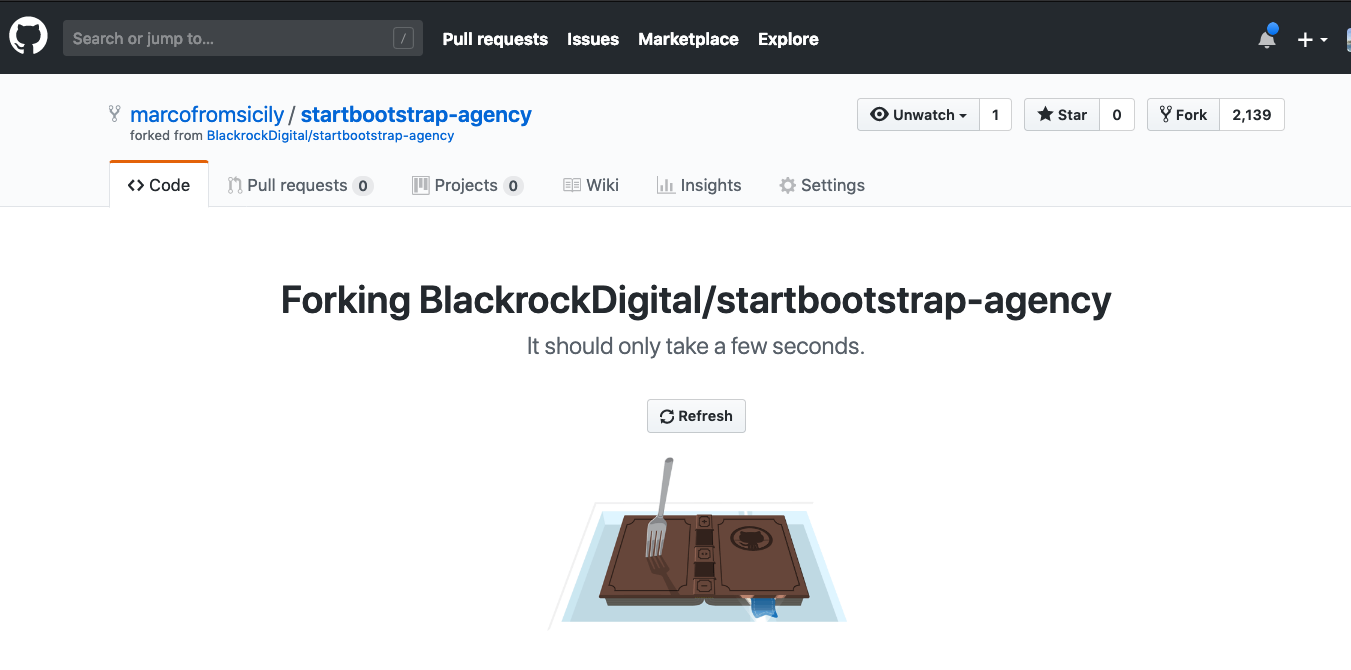 Search or jump to... / Pull requests Issues Marketplace Explore
marcofromsicily / startbootstrap-agency Unwatch 1 Star 0 Fork 2,139
forked from BlackrockDigital/startbootstrap-agency
<> Code Pull requests 0 Projects 0 Wiki Insights Settings
Forking BlackrockDigital/startbootstrap-agency
It should only take a few seconds.
Refresh